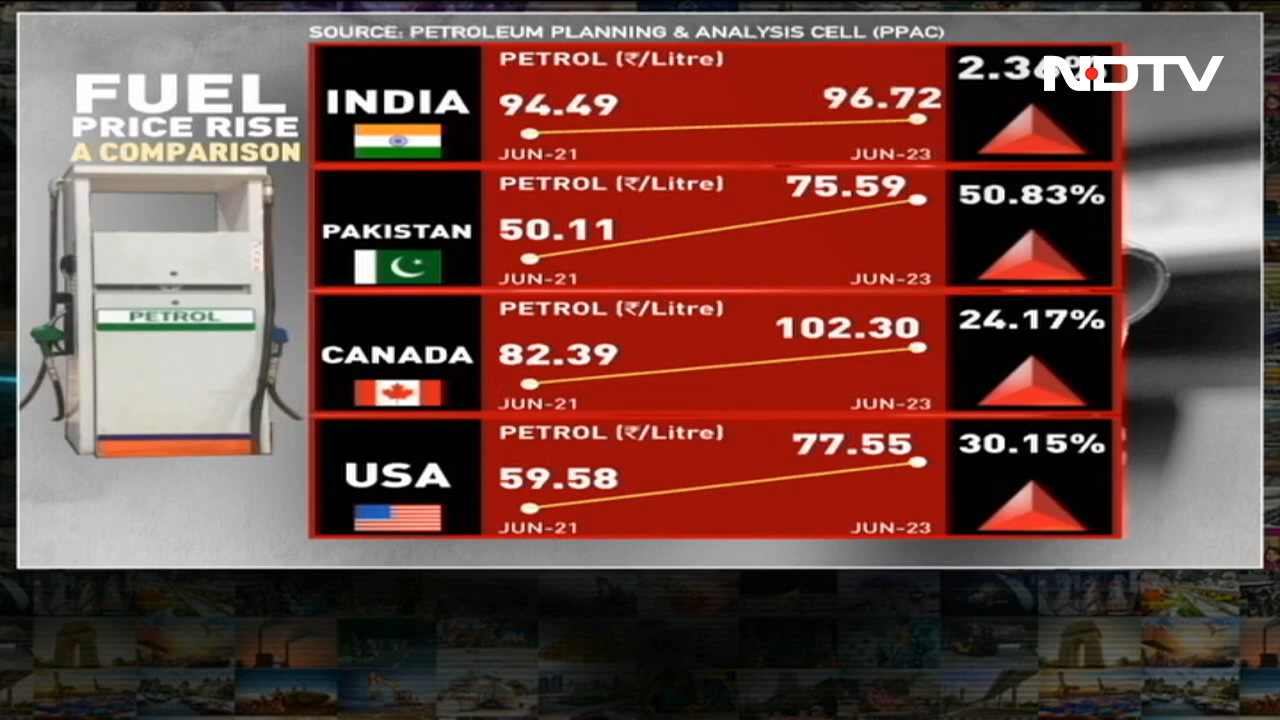 SOURCE: PETROLEUM PLANNING & ANALYSIS CELL (PPAC)
NDTV
FUEL
PRICE RISE
A COMPARISON
PETROL
INDIA
PETROL (₹/Litre)
94.49
96.72
JUN-21
JUN-23
PAKISTAN
PETROL (₹/Litre)
50.11
75.59
JUN-21
JUN-23
50.83%
CANADA
PETROL (₹/Litre)
82.39
102.30
JUN-21
JUN-23
24.17%
USA
PETROL (₹/Litre)
59.58
77.55
JUN-21
JUN-23
30.15%